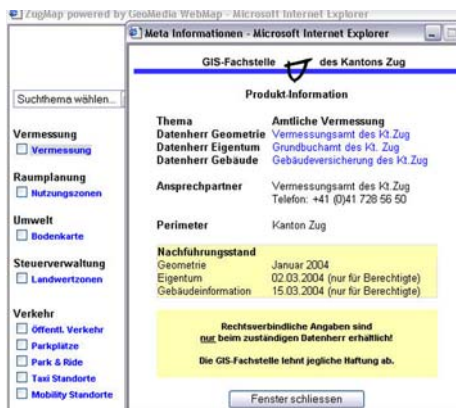 ZugMap powered by GeoMedia WebMap - Microsoft Internet Explorer
Meta Informationen - Microsoft Internet Explorer
Suchthema wählen...
Vermessung
Vermessung
Raumplanung
Nutzungszonen
Umwelt
Bodenkarte
Steuerverwaltung
Landwertzonen
Verkehr
Öffentl. Verkehr
Parkplätze
Park & Ride
Taxi Standorte
Mobility Standorte
GIS-Fachstelle des Kantons Zug
Produkt-Information
Thema Amtliche Vermessung
Datenherr Geometrie Vermessungsamt des Kt.Zug
Datenherr Eigentum Grundbuchamt des Kt. Zug
Datenherr Gebäude Gebäudeversicherung des Kt.Zug
Ansprechpartner Vermessungsamt des Kt.Zug
Telefon: +41 (0)41 728 56 50
Perimeter Kanton Zug
Nachführungsstand
Geometrie Januar 2004
Eigentum 02.03.2004 (nur für Berechtigte)
Gebäudeinformation 15.03.2004 (nur für Berechtigte)
Rechtsverbindliche Angaben sind
nur beim zuständigen Datenherr erhältlich!
Die GIS-Fachstelle lehnt jegliche Haftung ab.
Fenster schliessen